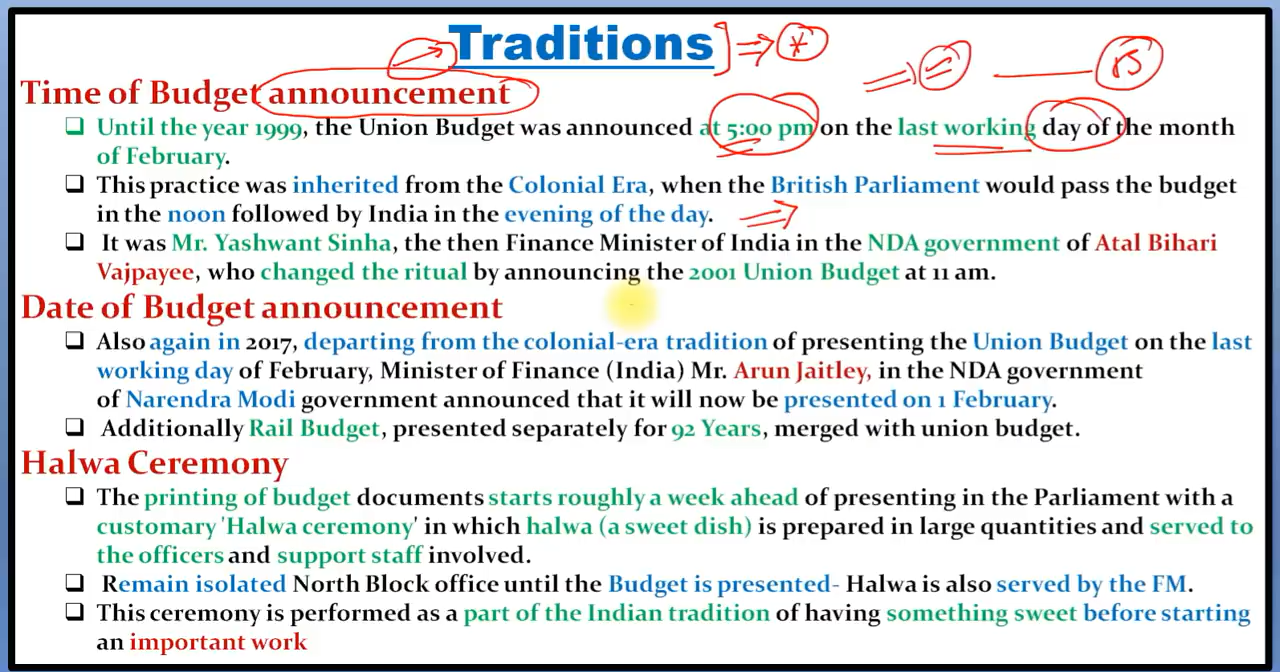 Traditions
Time of Budget announcement
Until the year 1999, the Union Budget was announced at 5:00 pm on the last working day of the month
of February.
This practice was inherited from the Colonial Era, when the British Parliament would pass the budget
in the noon followed by India in the evening of the day.
It was Mr. Yashwant Sinha, the then Finance Minister of India in the NDA government of Atal Bihari
Vajpayee, who changed the ritual by announcing the 2001 Union Budget at 11 am.
Date of Budget announcement
Also again in 2017, departing from the colonial-era tradition of presenting the Union Budget on the last
working day of February, Minister of Finance (India) Mr. Arun Jaitley, in the NDA government
of Narendra Modi government announced that it will now be presented on 1 February.
Additionally Rail Budget, presented separately for 92 Years, merged with union budget.
Halwa Ceremony
The printing of budget documents starts roughly a week ahead of presenting in the Parliament with a
customary 'Halwa ceremony' in which halwa (a sweet dish) is prepared in large quantities and served to
the officers and support staff involved.
Remain isolated North Block office until the Budget is presented- Halwa is also served by the FM.
This ceremony is performed as a part of the Indian tradition of having something sweet before starting
an important work